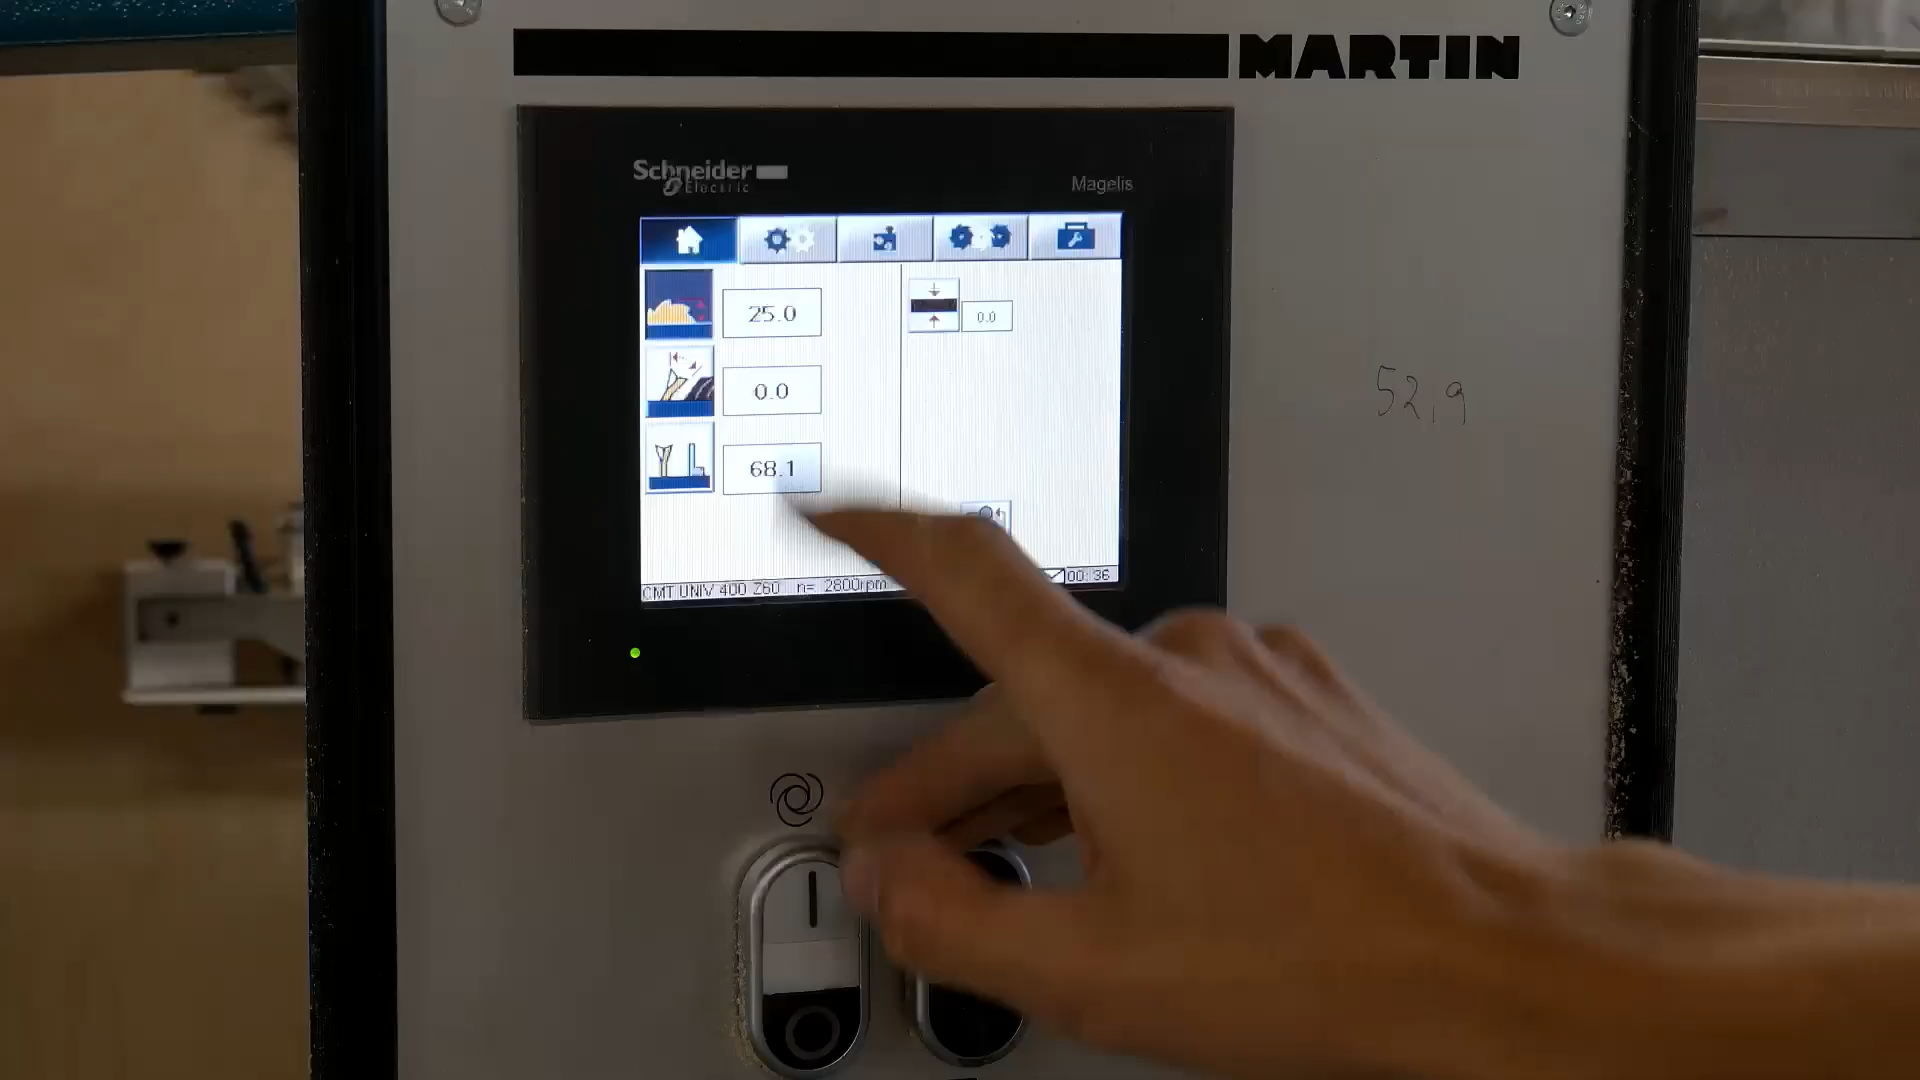 MARTIN
Schneider
Electric
Magelis
25.0
0.0
0.0
68.1
52,9
CMT UNIV 400 Z60 n= 2800rpm
00:36